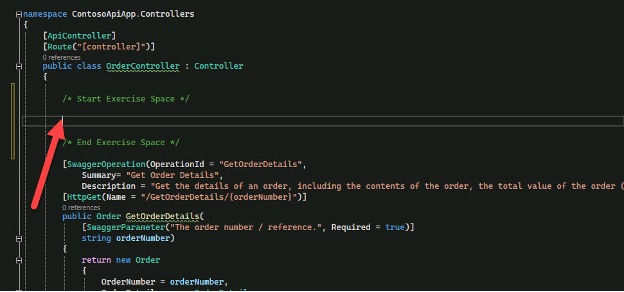 namespace ContosoApiApp.Controllers
{
[ApiController]
[Route("[controller]")]
0 references
public class OrderController : Controller
{
/* Start Exercise Space */
/* End Exercise Space */
[SwaggerOperation(OperationId = "GetOrderDetails",
Summary= "Get Order Details",
Description = "Get the details of an order, including the contents of the order, the total value of the order (
[HttpGet(Name = "/GetOrderDetails/{orderNumber}")]
0 references
public Order GetOrderDetails(
[SwaggerParameter("The order number / reference.", Required = true)]
string orderNumber)
{
return new Order
{
OrderNumber = orderNumber,